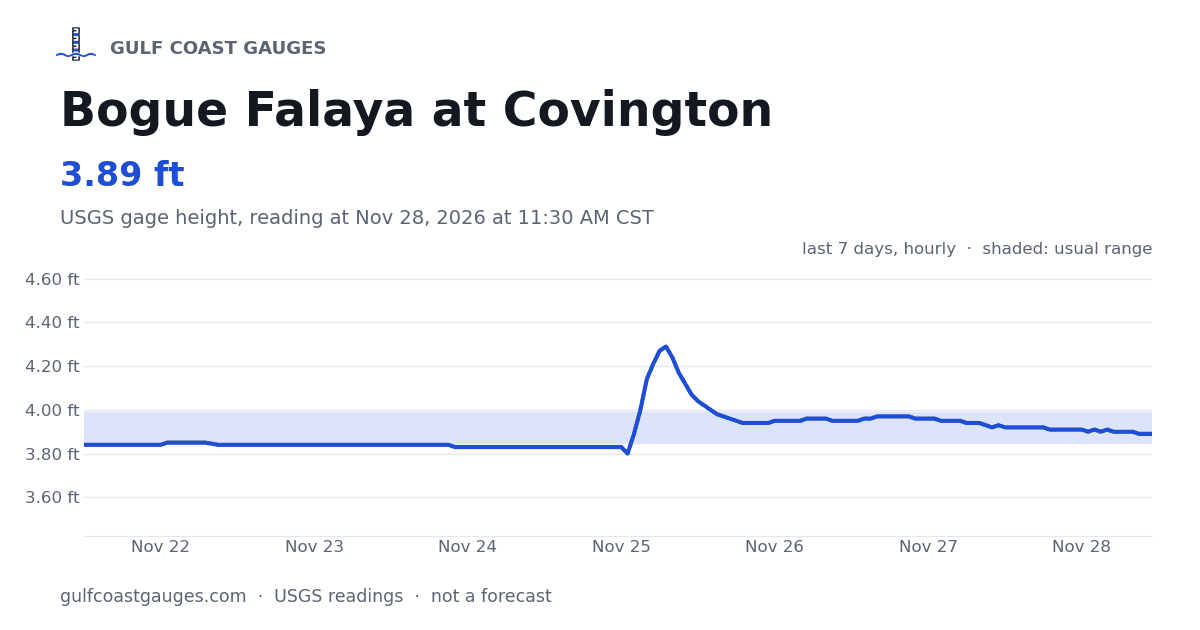 GULF COAST GAUGES
Bogue Falaya at Covington
3.89 ft
USGS gage height, reading at Nov 28, 2026 at 11:30 AM CST
last 7 days, hourly · shaded: usual range
4.60 ft
4.40 ft
4.20 ft
4.00 ft
3.80 ft
3.60 ft
Nov 22 Nov 23 Nov 24 Nov 25 Nov 26 Nov 27 Nov 28
gulfcoastgauges.com · USGS readings · not a forecast